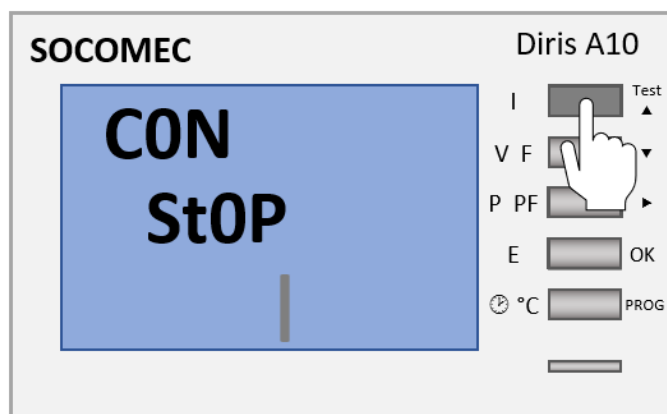 SOCOMEC
Diris A10
C0N
St0P
I
Test
▲
V F
▼
P PF
►
E
OK
°C
PROG